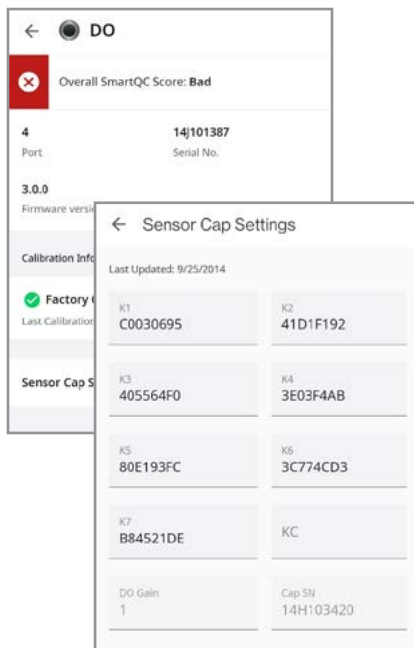 DO
Overall SmartQC Score: Bad
4 14J101387
Port Serial No.
3.0.0
Firmware versi
Calibration Info
Factory
Last Calibration
Sensor Cap S
Sensor Cap Settings
Last Updated: 9/25/2014
K1 K2
C0030695 41D1F192
K3 K4
405564F0 3E03F4AB
K5 K6
80E193FC 3C774CD3
K7
B84521DE KC
DO Gain Cap SN
1 14H103420